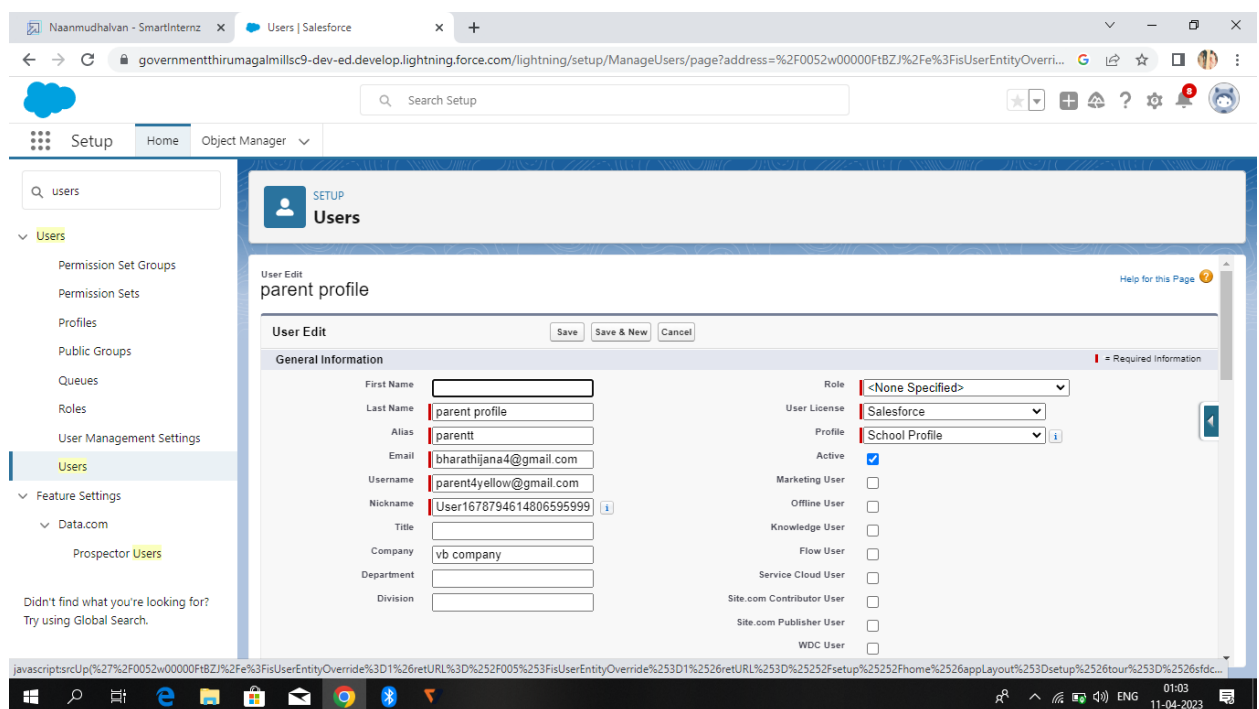 Naanmudhalvan - SmartInternz
Users | Salesforce
governmentthirumagalmillsc9-dev-ed.develop.lightning.force.com/lightning/setup/ManageUsers/page?address=%2F0052w00000FtBZJ%2Fe%3FisUserEntityOverri...
Search Setup
8
Setup
Home
Object Manager
users
Users
Permission Set Groups
Permission Sets
Profiles
Public Groups
Queues
Roles
User Management Settings
Users
Feature Settings
Data.com
Prospector Users
Didn't find what you're looking for?
Try using Global Search.
SETUP
Users
User Edit
parent profile
Help for this Page
User Edit
Save
Save & New
Cancel
General Information
= Required Information
First Name
Last Name parent profile
Alias parentt
Email bharathijana4@gmail.com
Username parent4yellow@gmail.com
Nickname User1678794614806595999
Title
Company vb company
Department
Division
Role <None Specified>
User License Salesforce
Profile School Profile
Active
Marketing User
Offline User
Knowledge User
Flow User
Service Cloud User
Site.com Contributor User
Site.com Publisher User
WDC User
javascript:srcUp(%27%2F0052w00000FtBZJ%2Fe%3FisUserEntityOverride%3D1%26retURL%3D%252F005%253FisUserEntityOverride%253D1%2526retURL%253D%25252Fsetup%25252Fhome%2526appLayout%253Dsetup%2526tour%253D%2526sfdc...
ENG
01:03
11-04-2023